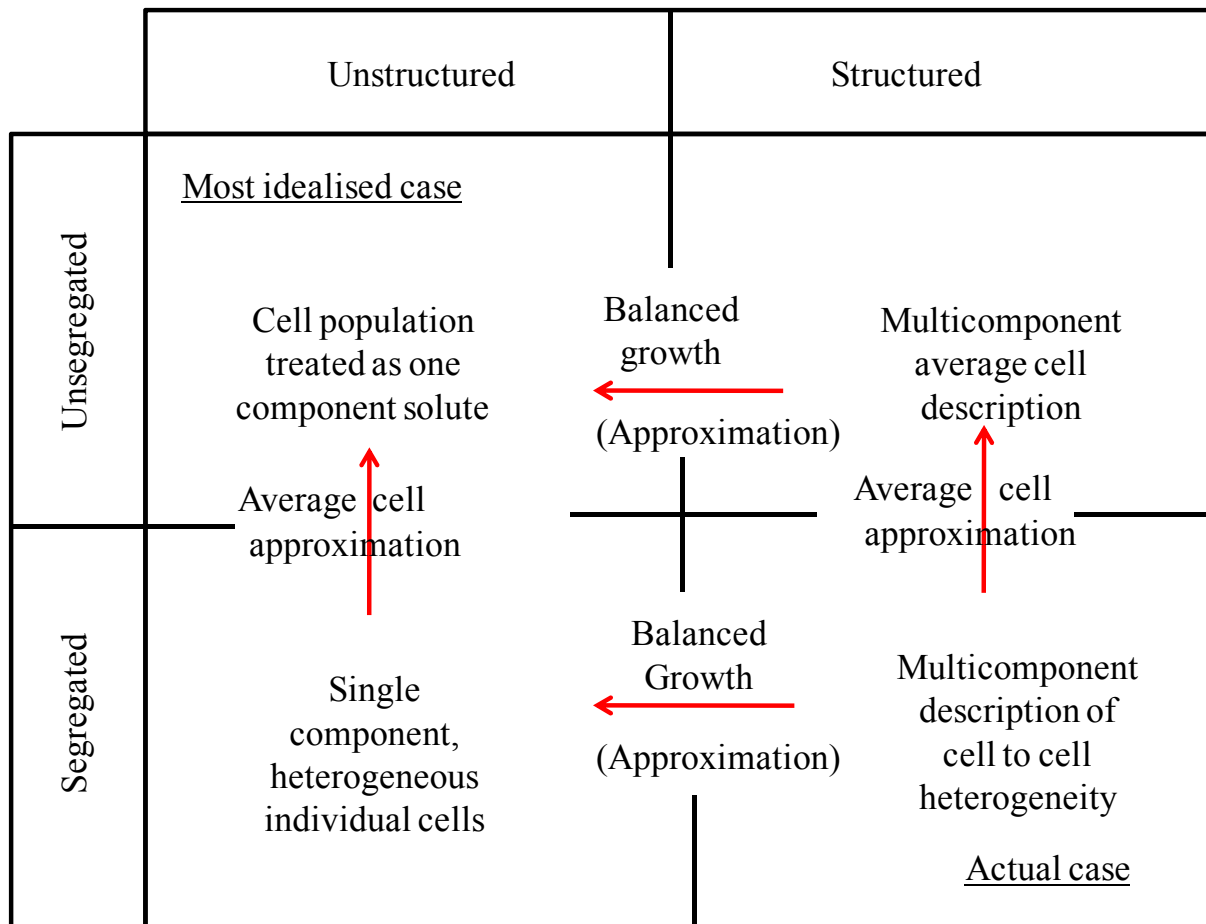 Unstructured
Structured
Unsegregated
Most idealised case
Cell population
treated as one
component solute
Balanced
growth
(Approximation)
Multicomponent
average cell
description
Average cell
approximation
Average cell
approximation
Segregated
Single
component,
heterogeneous
individual cells
Balanced
Growth
(Approximation)
Multicomponent
description of
cell to cell
heterogeneity
Actual case